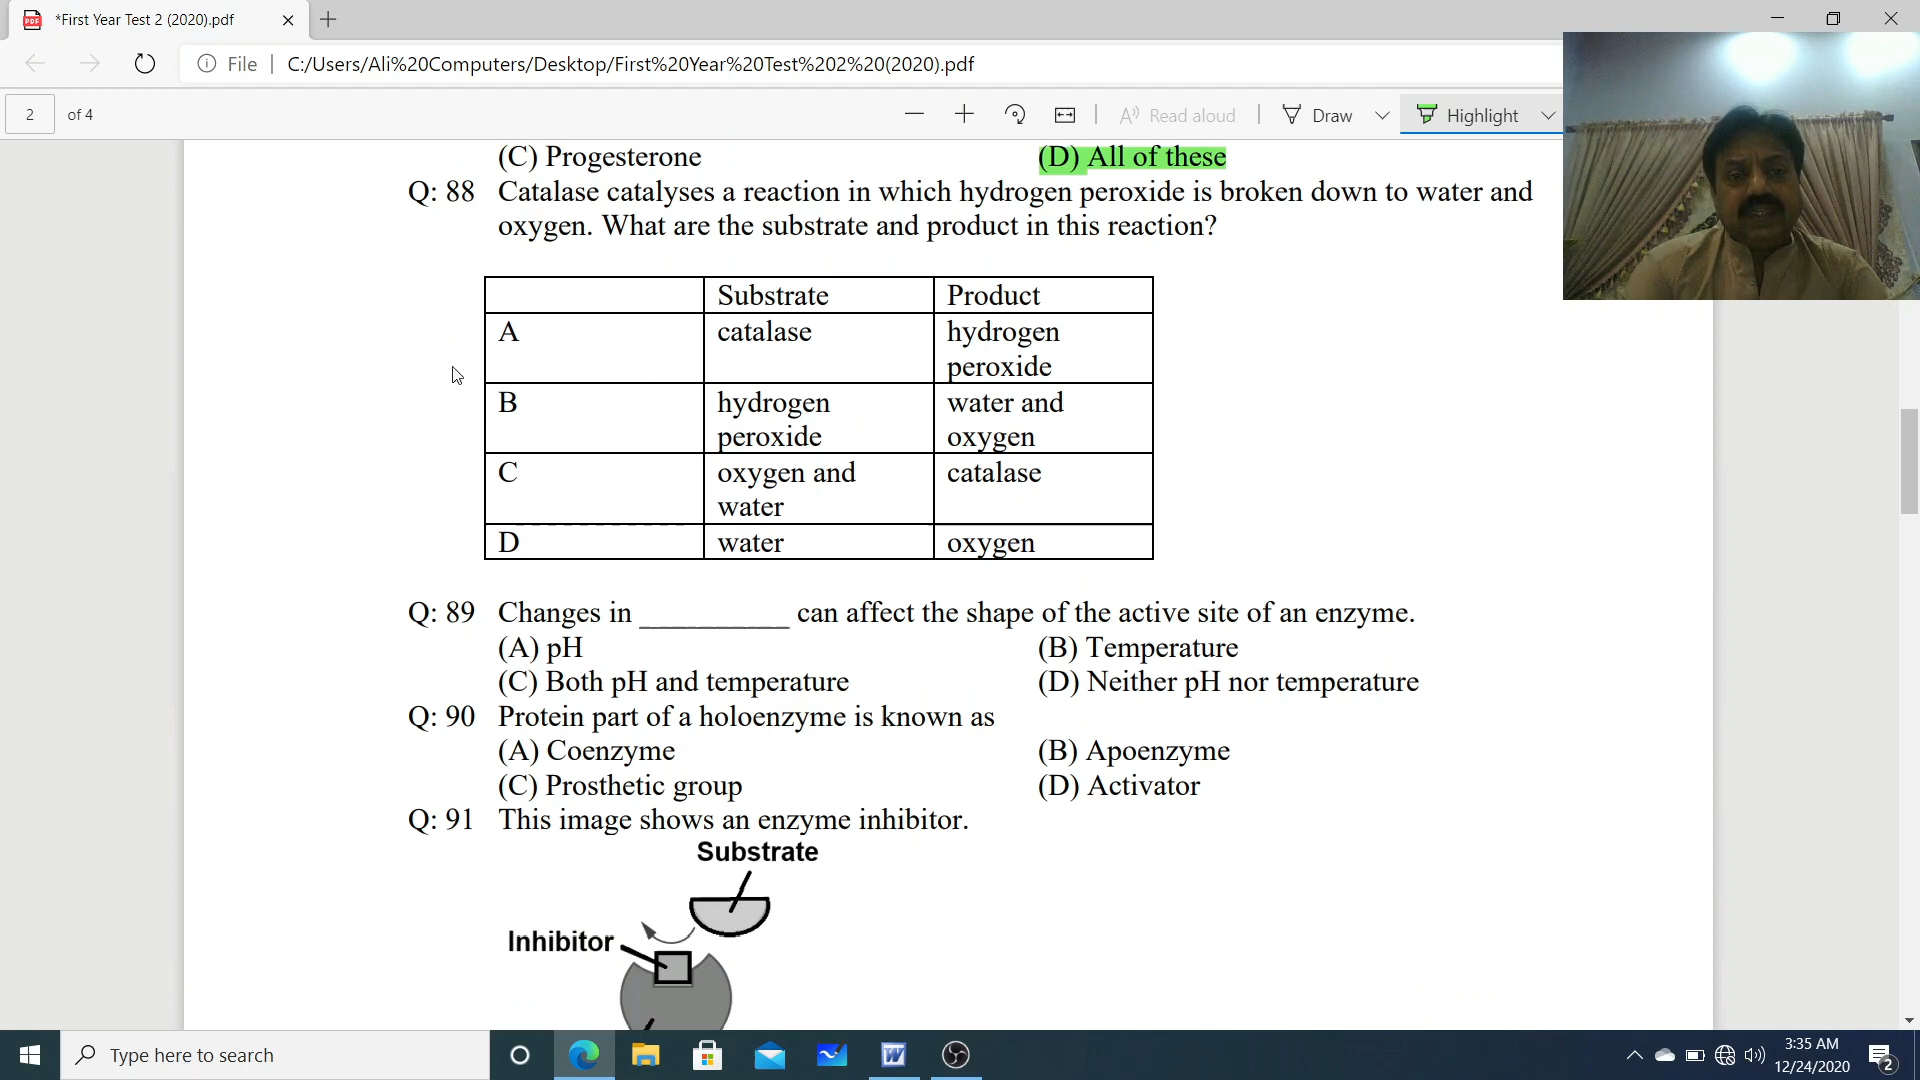 *First Year Test 2 (2020).pdf
File C:/Users/Ali%20Computers/Desktop/First%20Year%20Test%202%20(2020).pdf
2 of 4 Read aloud Draw Highlight
(C) Progesterone (D) All of these
Q: 88 Catalase catalyses a reaction in which hydrogen peroxide is broken down to water and
oxygen. What are the substrate and product in this reaction?
Substrate Product
A catalase hydrogen
peroxide
B hydrogen water and
peroxide oxygen
C oxygen and catalase
water
D water oxygen
Q: 89 Changes in __________ can affect the shape of the active site of an enzyme.
(A) pH (B) Temperature
(C) Both pH and temperature (D) Neither pH nor temperature
Q: 90 Protein part of a holoenzyme is known as
(A) Coenzyme (B) Apoenzyme
(C) Prosthetic group (D) Activator
Q: 91 This image shows an enzyme inhibitor.
Substrate
Inhibitor
Type here to search
3:35 AM
12/24/2020
2